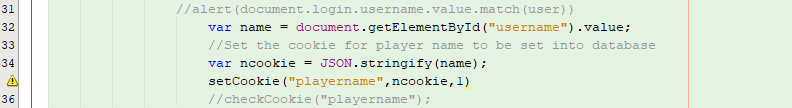 31 //alert(document.login.username.value.match(user))
32 var name = document.getElementById("username").value;
33 //Set the cookie for player name to be set into database
34 var ncookie = JSON.stringify(name);
setCookie("playername",ncookie,1)
36 //checkCookie("playername");